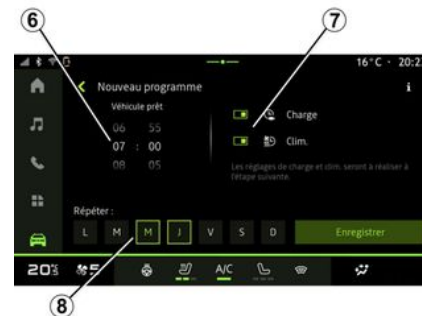 6
7
16°C · 20:2
Nouveau programme
i
Véhicule prêt
06 55
07 : 00
08 05
Charge
Clim.
Les réglages de charge et clim. seront à réaliser à
l'étape suivante.
Répéter :
L M M J V S D
Enregistrer
20 5 A/C
8